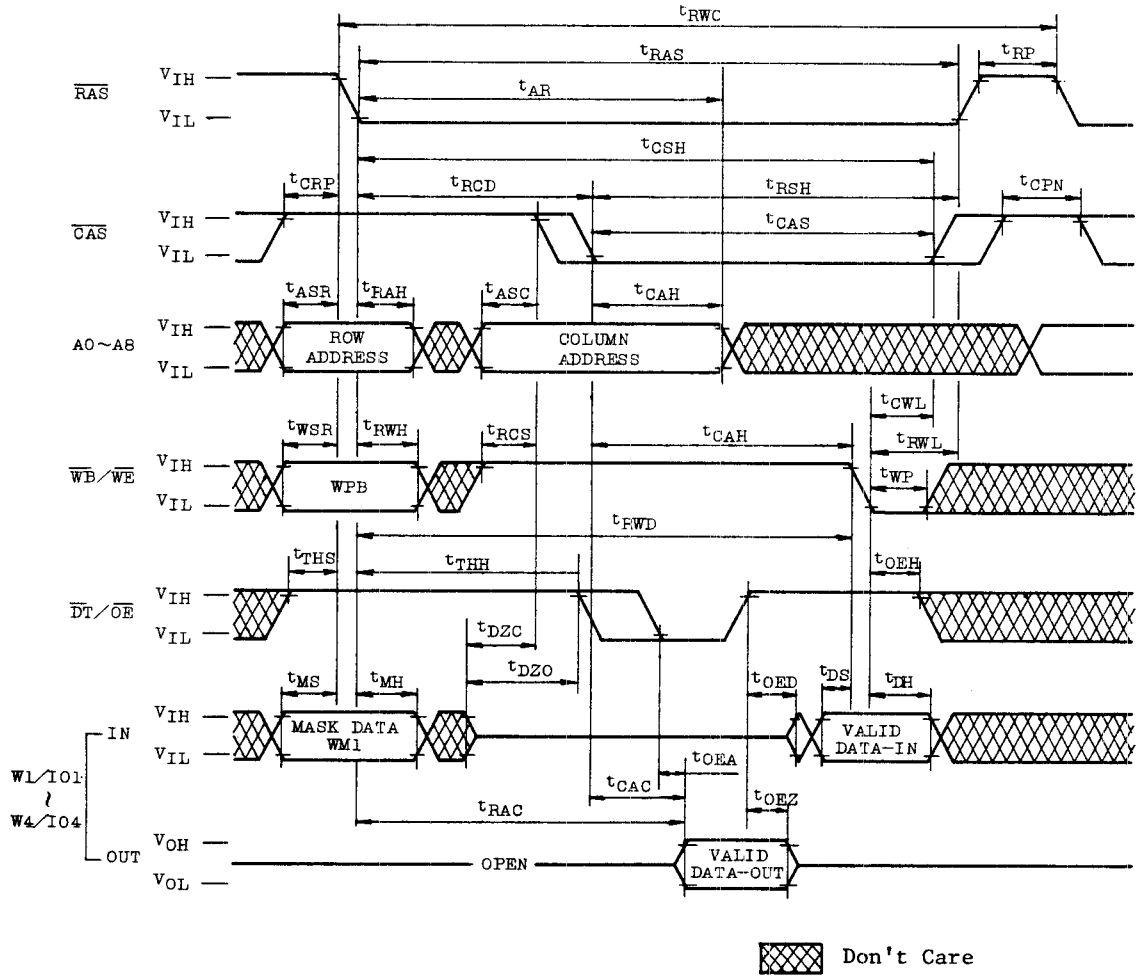 tRWC
tRAS
tRP
tAR
RAS
VIH
VIL
tCSH
tCRP
tRCD
tRSH
tCPN
CAS
VIH
VIL
tCAS
tASR
tRAH
tASC
tCAH
A0~A8
VIH
VIL
ROW
ADDRESS
COLUMN
ADDRESS
tCWL
tWSR
tRWH
tRCS
tCAH
tRWL
WB/WE
VIH
VIL
WPB
tWP
tRWD
tTHS
tTHH
tOEH
DT/OE
VIH
VIL
tDZC
tDZO
tMS
tMH
tOED
tDS
tDH
IN
VIH
VIL
MASK DATA
WM1
VALID
DATA-IN
W1/IO1
~
W4/IO4
tOEA
tCAC
tOEZ
tRAC
OUT
VOH
VOL
OPEN
VALID
DATA-OUT
Don't Care